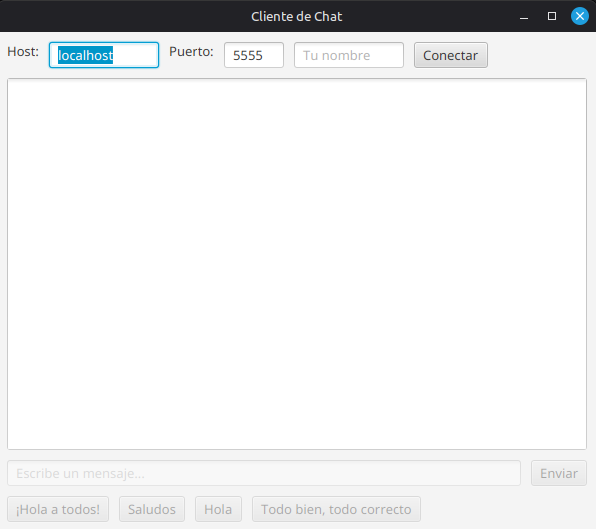 Cliente de Chat
Host: localhost Puerto: 5555 Tu nombre Conectar
Escribe un mensaje... Enviar
¡Hola a todos! Saludos Hola Todo bien, todo correcto